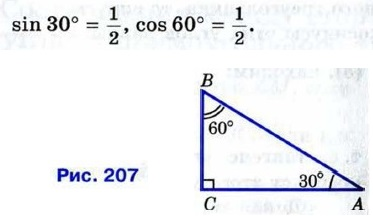 sin 30° = 1/2, cos 60° = 1/2.
B
60°
Рис. 207
30°
C
A